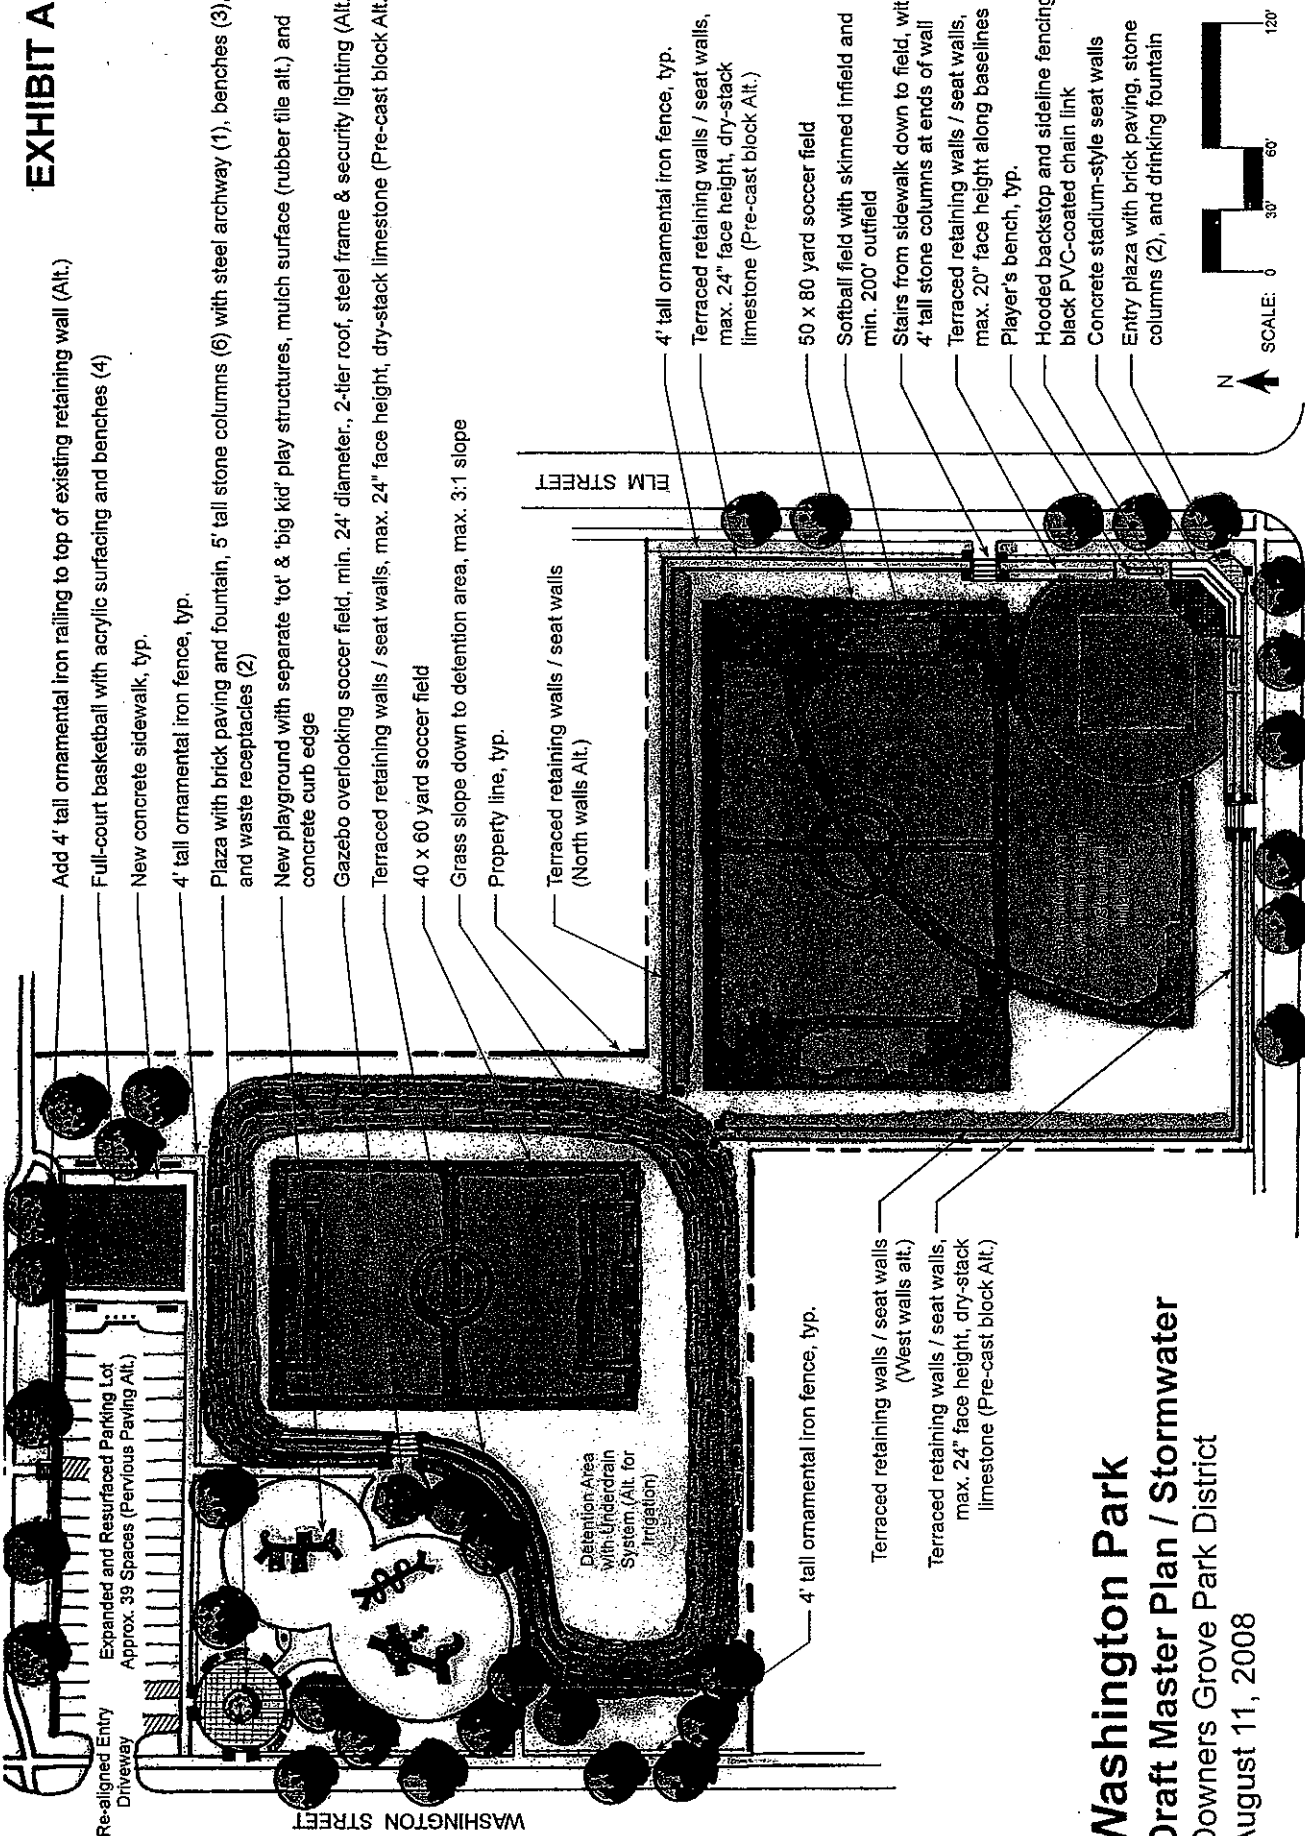 EXHIBIT A
Add 4' tall ornamental iron railing to top of existing retaining wall (Alt.)
Full-court basketball with acrylic surfacing and benches (4)
New concrete sidewalk, typ.
4' tall ornamental iron fence, typ.
Plaza with brick paving and fountain, 5' tall stone columns (6) with steel archway (1), benches (3),
and waste receptacles (2)
New playground with separate 'tot' & 'big kid' play structures, mulch surface (rubber tile alt.) and
concrete curb edge
Gazebo overlooking soccer field, min. 24' diameter., 2-tier roof, steel frame & security lighting (Alt.
Terraced retaining walls / seat walls, max. 24" face height, dry-stack limestone (Pre-cast block Alt.
40 x 60 yard soccer field
Grass slope down to detention area, max. 3:1 slope
Property line, typ.
Terraced retaining walls / seat walls
(North walls Alt.)
4' tall ornamental iron fence, typ.
Terraced retaining walls / seat walls,
max. 24" face height, dry-stack
limestone (Pre-cast block Alt.)
50 x 80 yard soccer field
Softball field with skinned infield and
min. 200' outfield
Stairs from sidewalk down to field, wit
4' tall stone columns at ends of wall
Terraced retaining walls / seat walls,
max. 20" face height along baselines
Player's bench, typ.
Hooded backstop and sideline fencing
black PVC-coated chain link
Concrete stadium-style seat walls
Entry plaza with brick paving, stone
columns (2), and drinking fountain
N
SCALE: 0 30' 60' 120'
ELM STREET
Re-aligned Entry
Driveway
Expanded and Resurfaced Parking Lot
Approx. 39 Spaces (Pervious Paving Alt.)
WASHINGTON STREET
Detention Area
with Underdrain
System (Alt. for
Irrigation)
4' tall ornamental iron fence, typ.
Terraced retaining walls / seat walls
(West walls alt.)
Terraced retaining walls / seat walls,
max. 24" face height, dry-stack
limestone (Pre-cast block Alt.)
Washington Park
Draft Master Plan / Stormwater
Downers Grove Park District
August 11, 2008